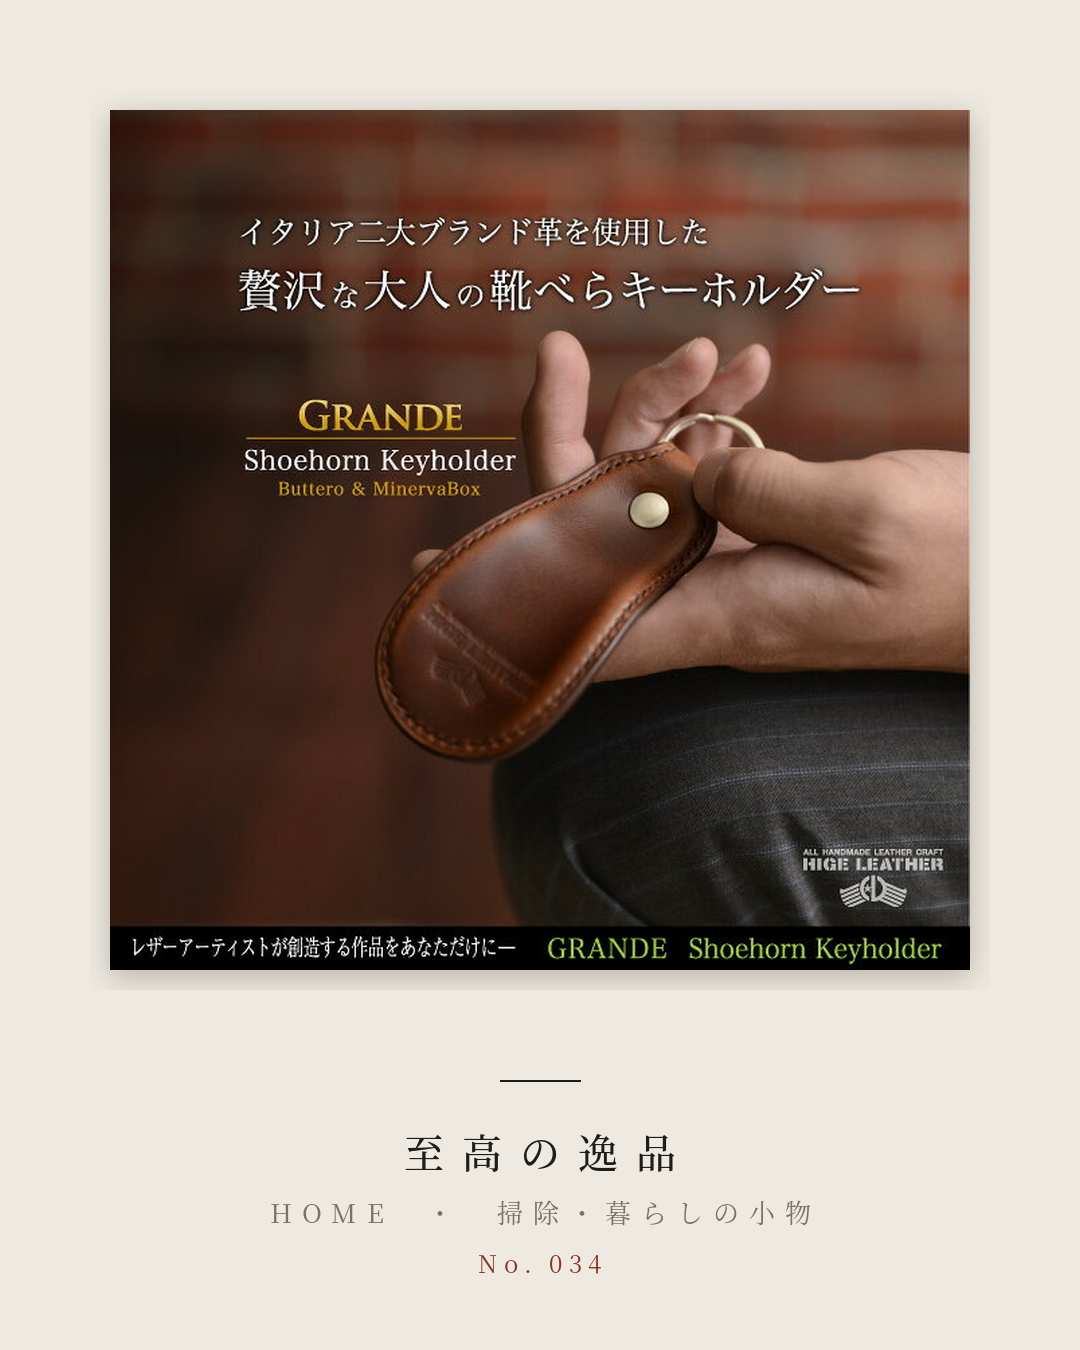 イタリア二大ブランド革を使用した
贅沢な大人の靴べらキーホルダー
GRANDE
Shoehorn Keyholder
Buttero & MinervaBox
ALL HANDMADE LEATHER CRAFT
HIGE LEATHER
レザーアーティストが創造する作品をあなただけに―
GRANDE Shoehorn Keyholder
至高の逸品
HOME ・ 掃除・暮らしの小物
No. 034